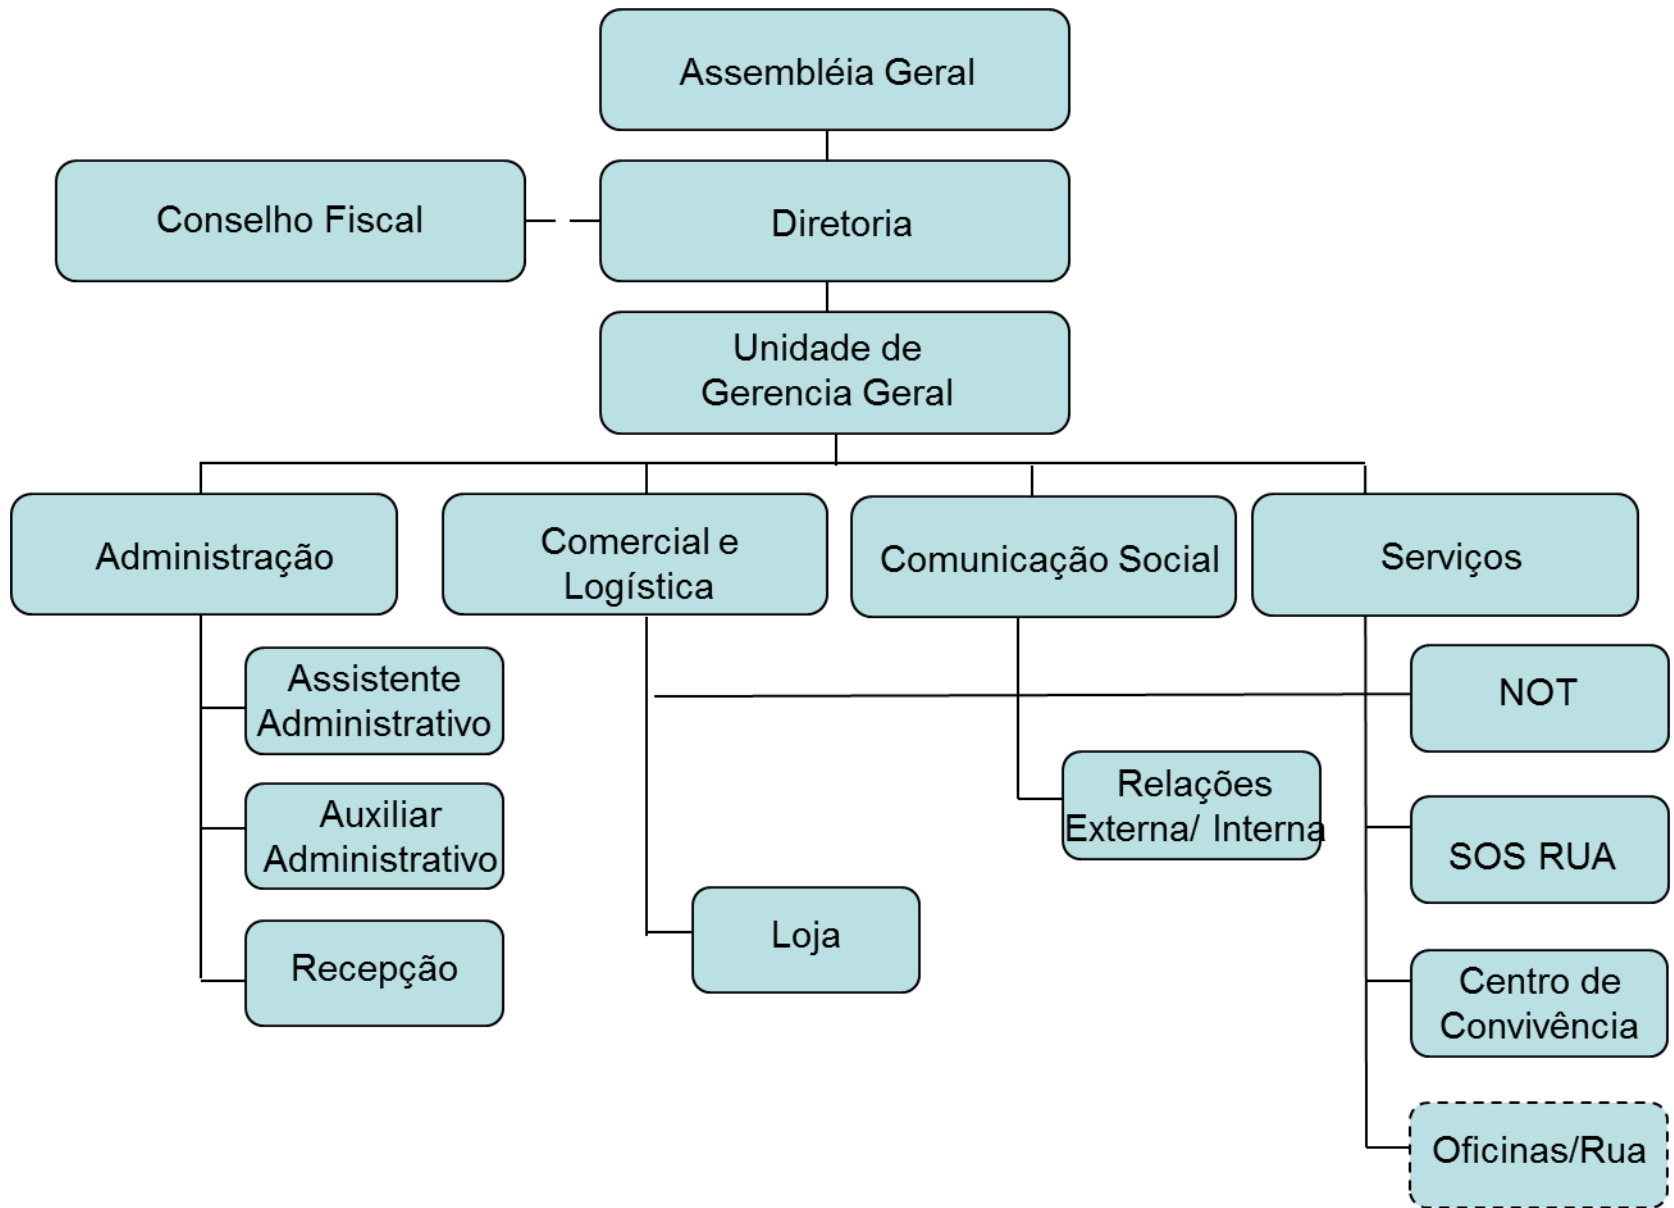 Assembléia Geral
Conselho Fiscal
Diretoria
Unidade de
Gerencia Geral
Administração
Comercial e
Logística
Comunicação Social
Serviços
Assistente
Administrativo
Auxiliar
Administrativo
Recepção
Loja
Relações
Externa/ Interna
NOT
SOS RUA
Centro de
Convivência
Oficinas/Rua